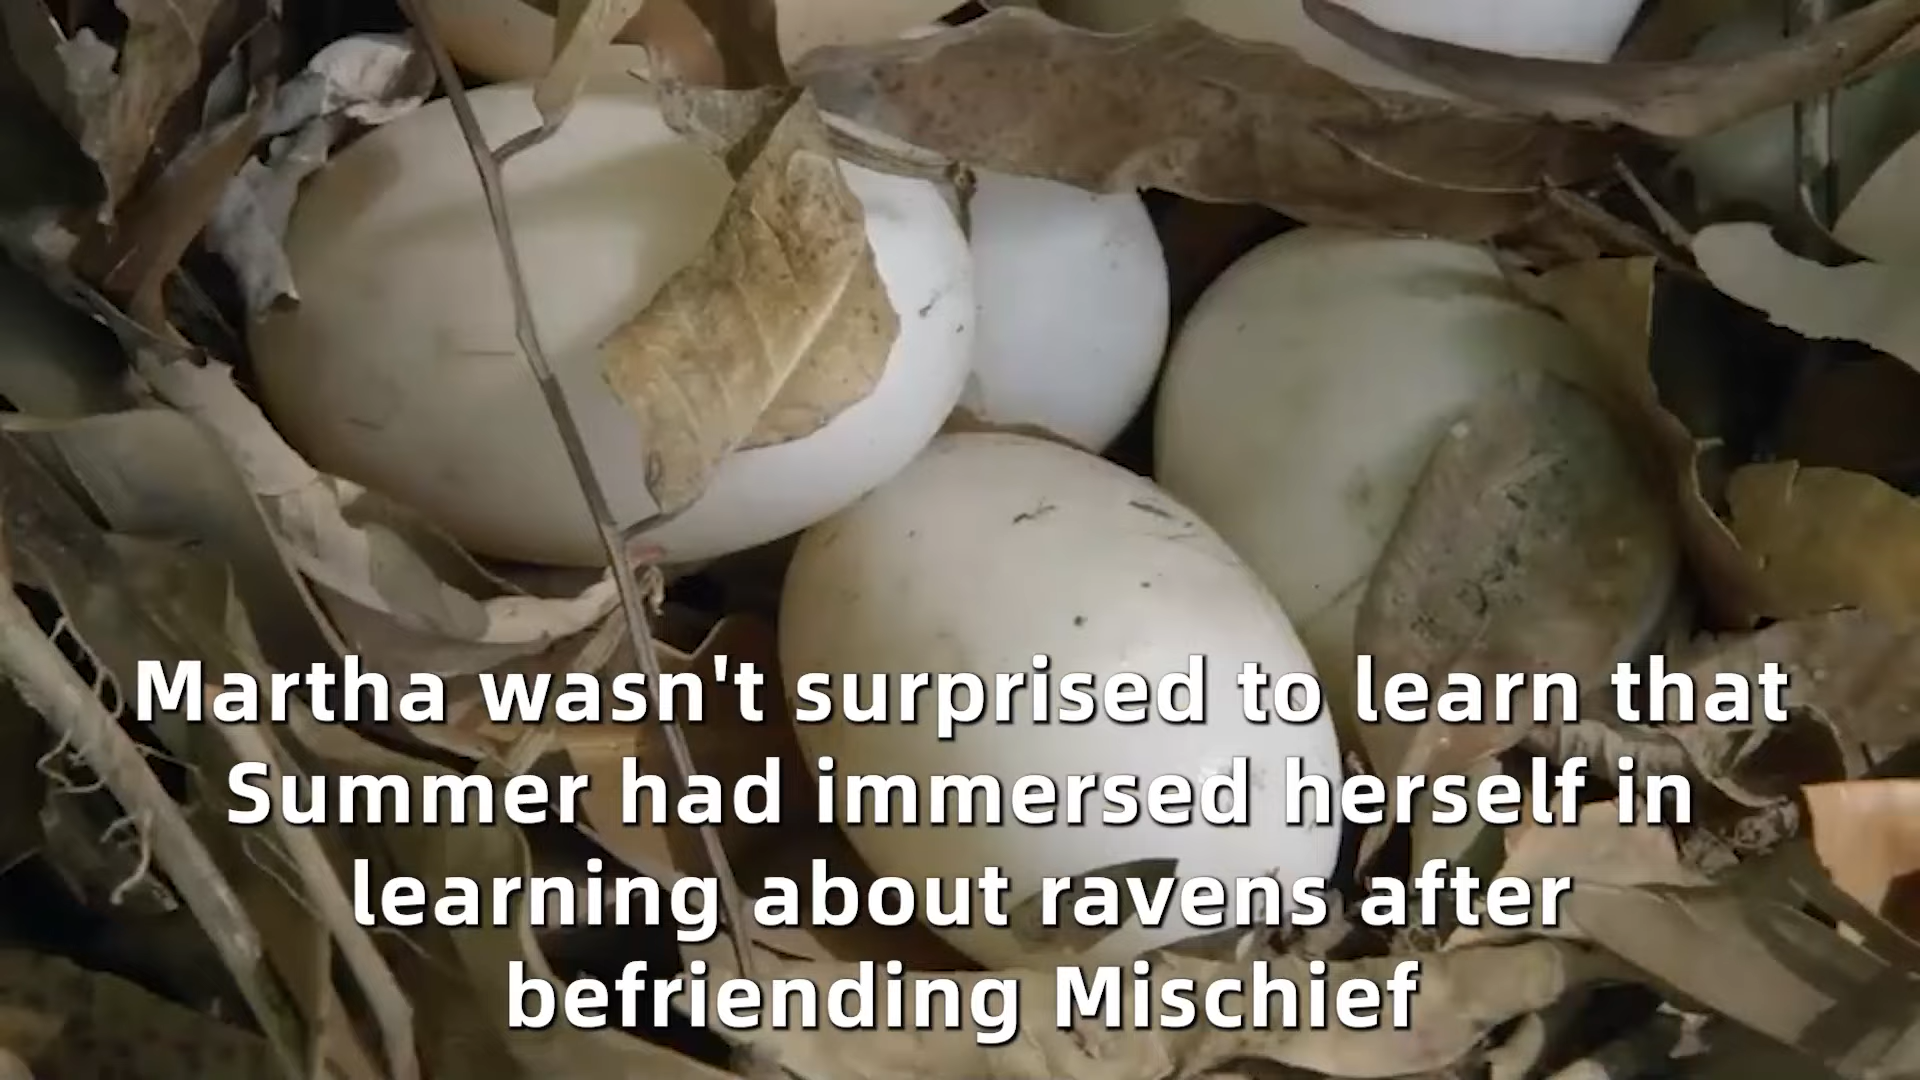 Martha wasn't surprised to learn that
Summer had immersed herself in
learning about ravens after
befriending Mischief